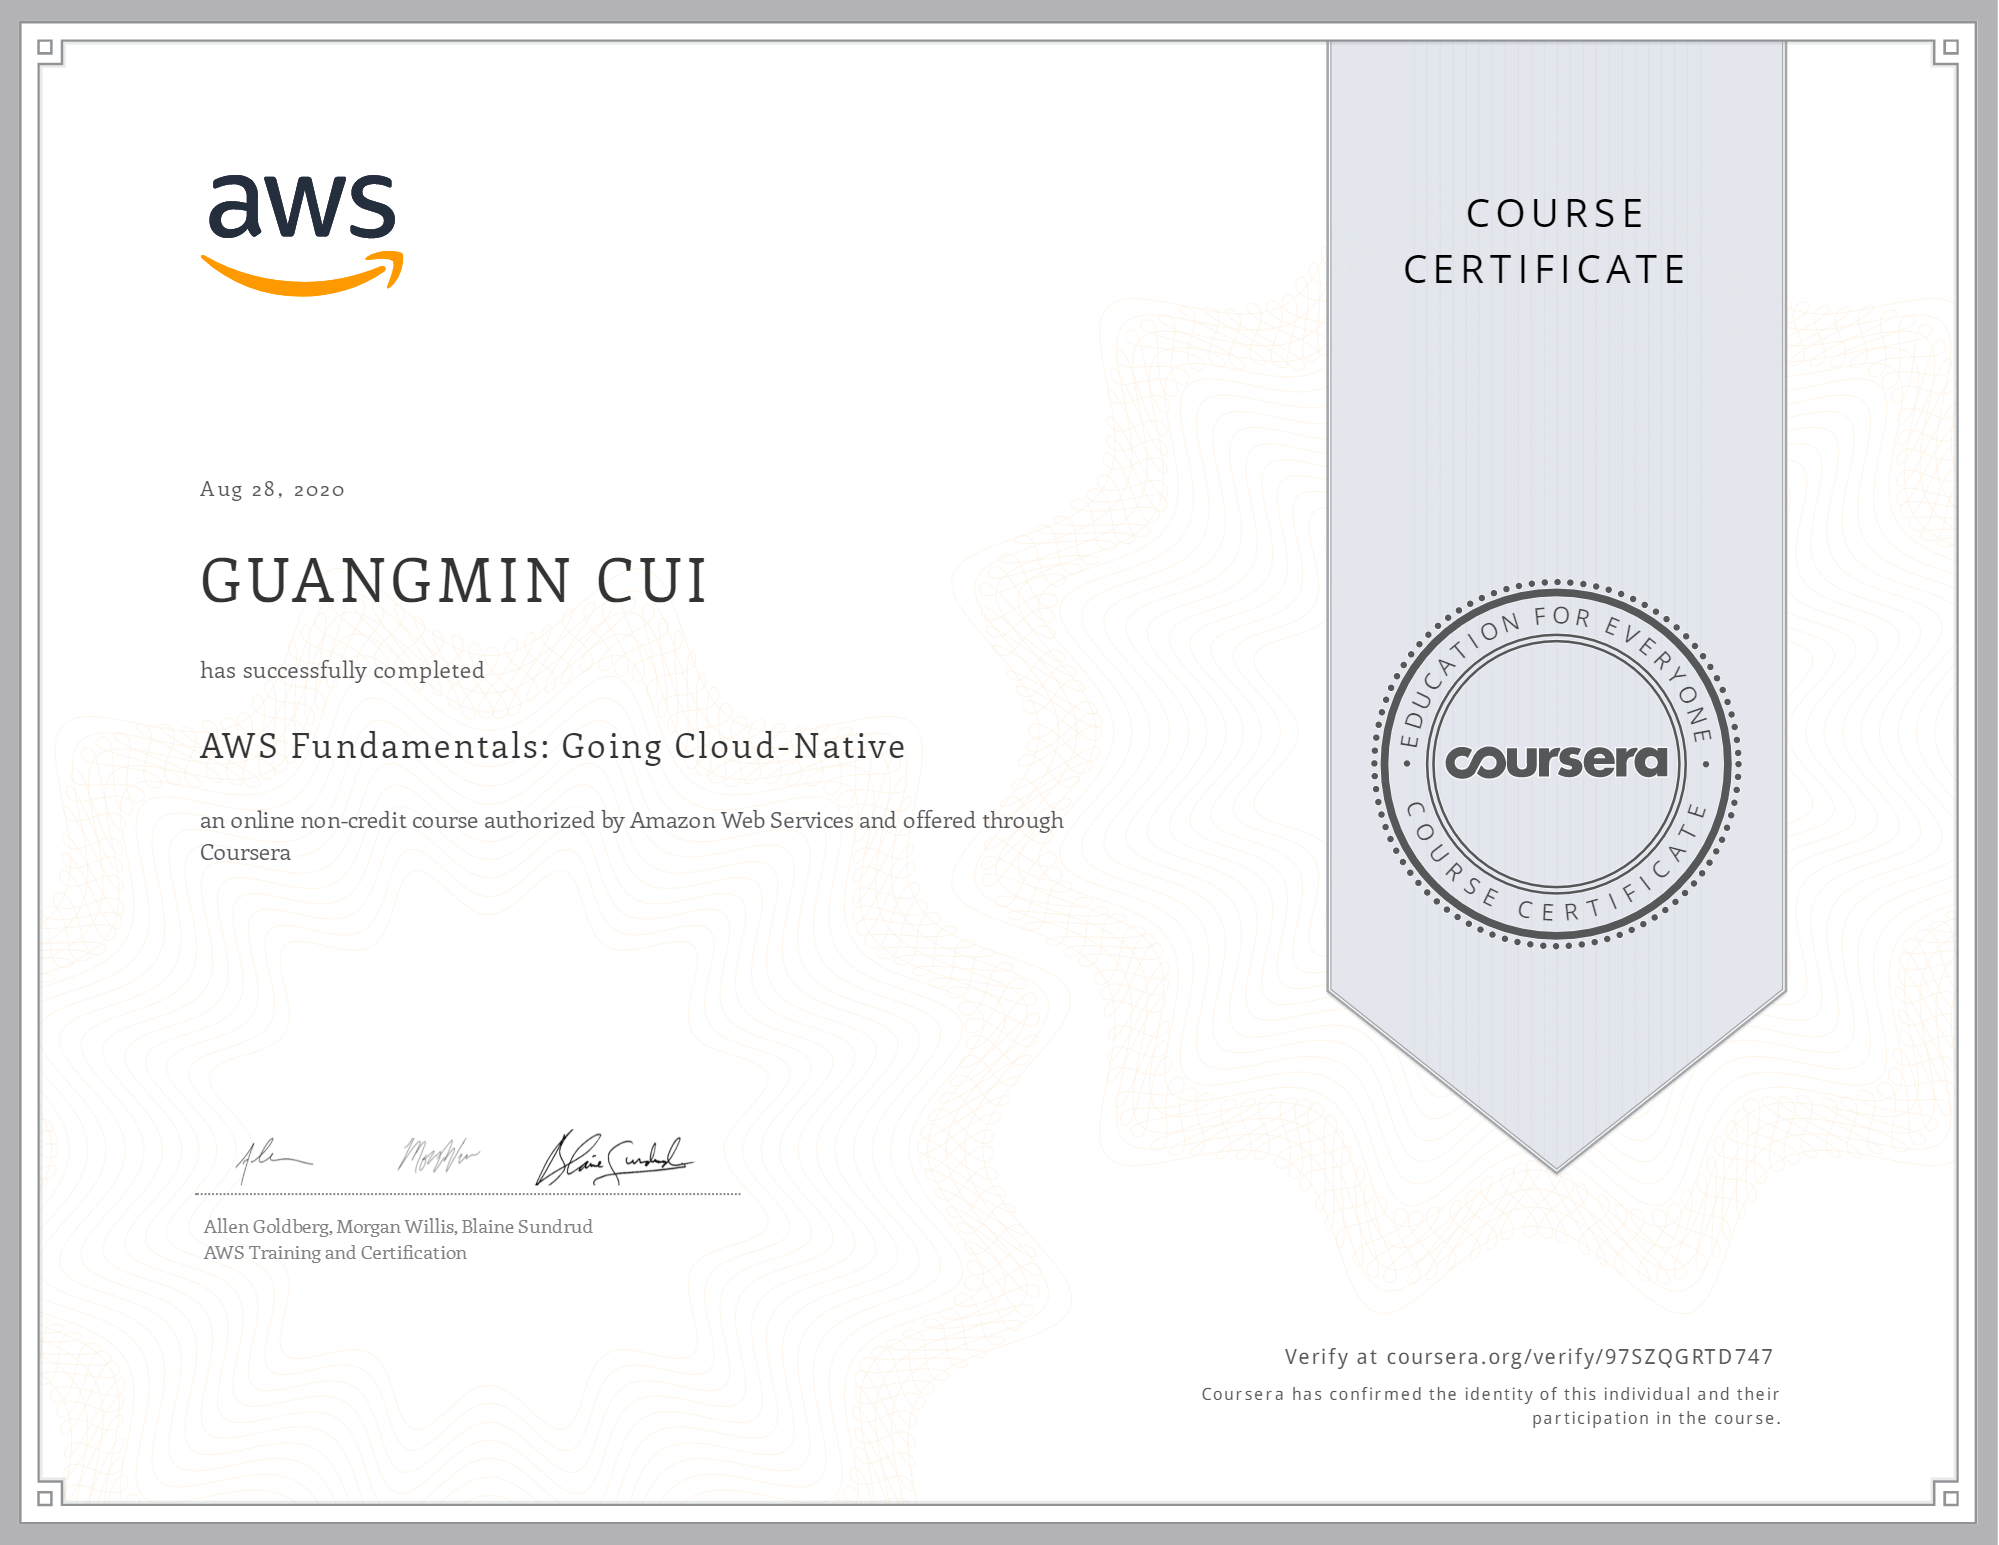 aws
COURSE
CERTIFICATE
Aug 28, 2020
GUANGMIN CUI
has successfully completed
AWS Fundamentals: Going Cloud-Native
an online non-credit course authorized by Amazon Web Services and offered through
Coursera
EDUCATION FOR EVERYONE
coursera
COURSE CERTIFICATE
Allen Goldberg, Morgan Willis, Blaine Sundrud
AWS Training and Certification
Verify at coursera.org/verify/97SZQGRTD747
Coursera has confirmed the identity of this individual and their
participation in the course.